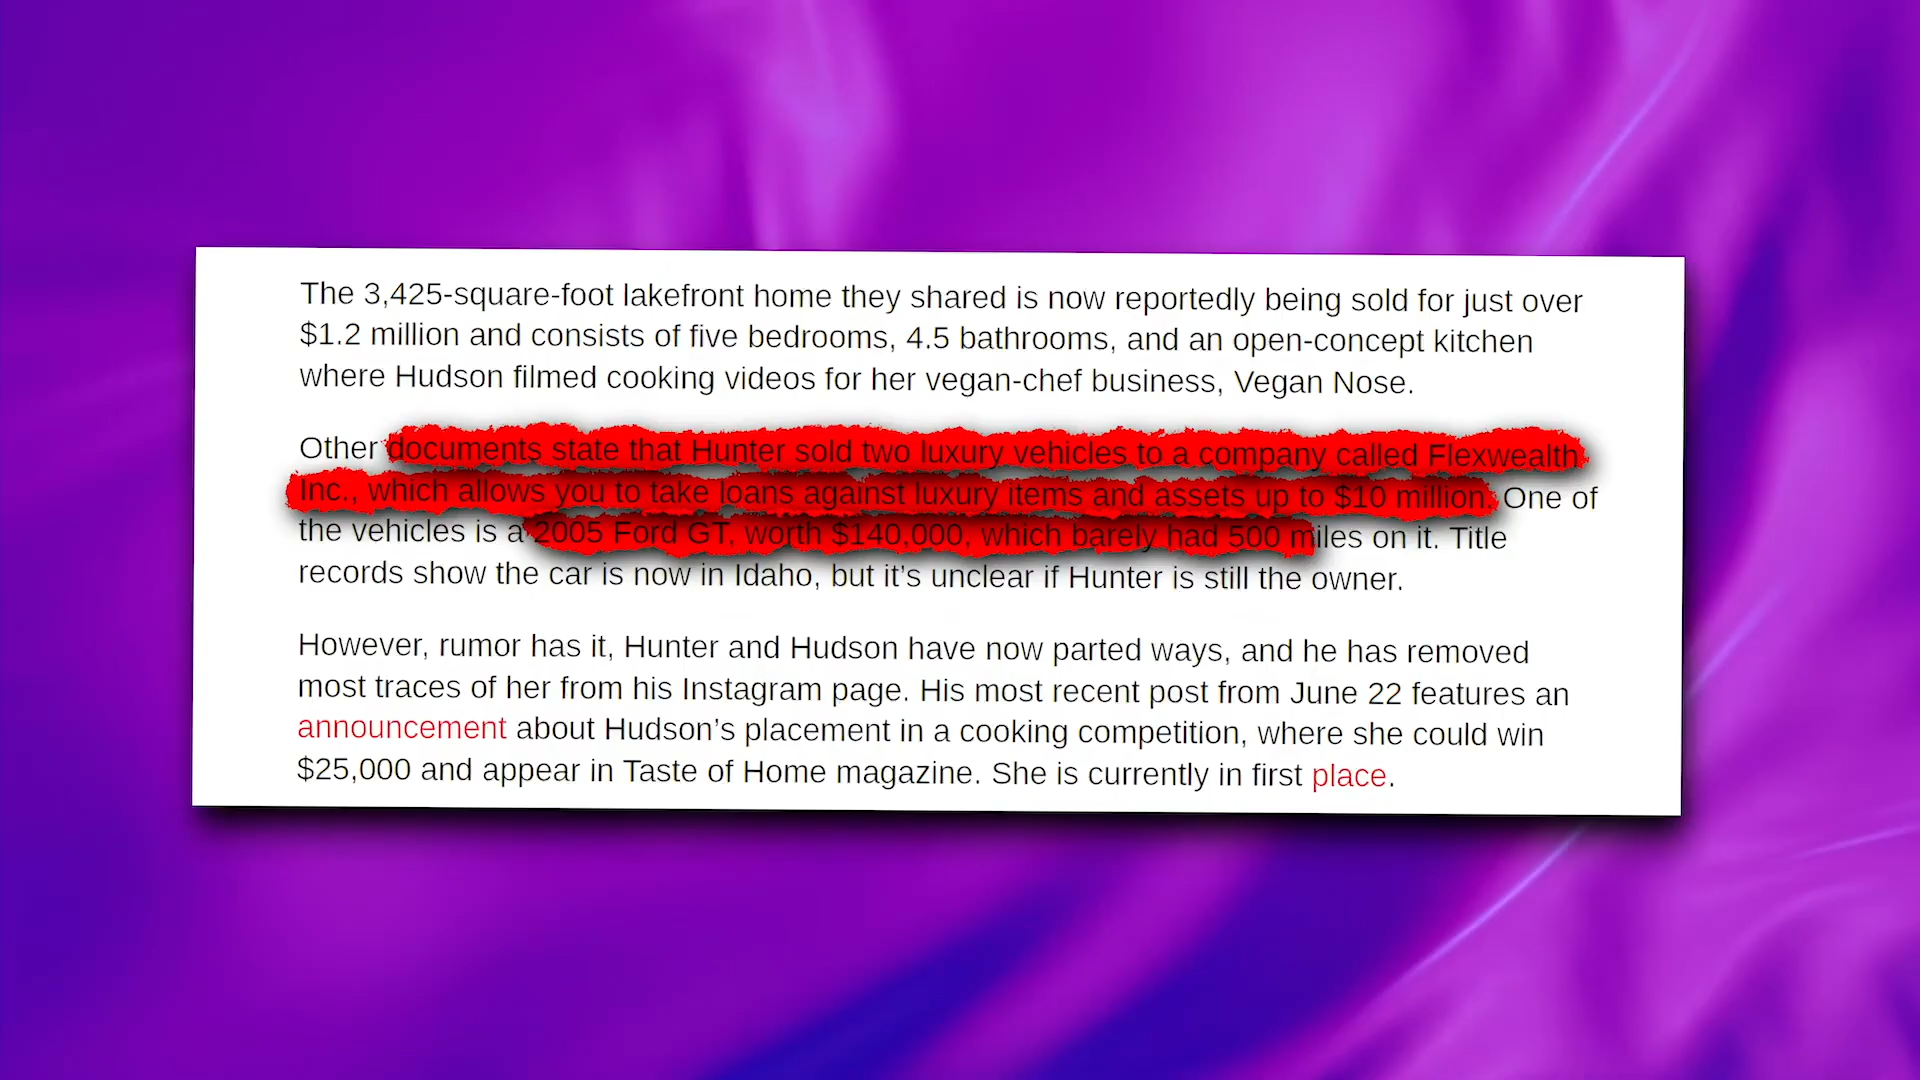 The 3,425-square-foot lakefront home they shared is now reportedly being sold for just over
$1.2 million and consists of five bedrooms, 4.5 bathrooms, and an open-concept kitchen
where Hudson filmed cooking videos for her vegan-chef business, Vegan Nose.
Other documents state that Hunter sold two luxury vehicles to a company called Flexwealth
Inc., which allows you to take loans against luxury items and assets up to $10 million. One of
the vehicles is a 2005 Ford GT, worth $140,000, which barely had 500 miles on it. Title
records show the car is now in Idaho, but it’s unclear if Hunter is still the owner.
However, rumor has it, Hunter and Hudson have now parted ways, and he has removed
most traces of her from his Instagram page. His most recent post from June 22 features an
announcement about Hudson’s placement in a cooking competition, where she could win
$25,000 and appear in Taste of Home magazine. She is currently in first place.